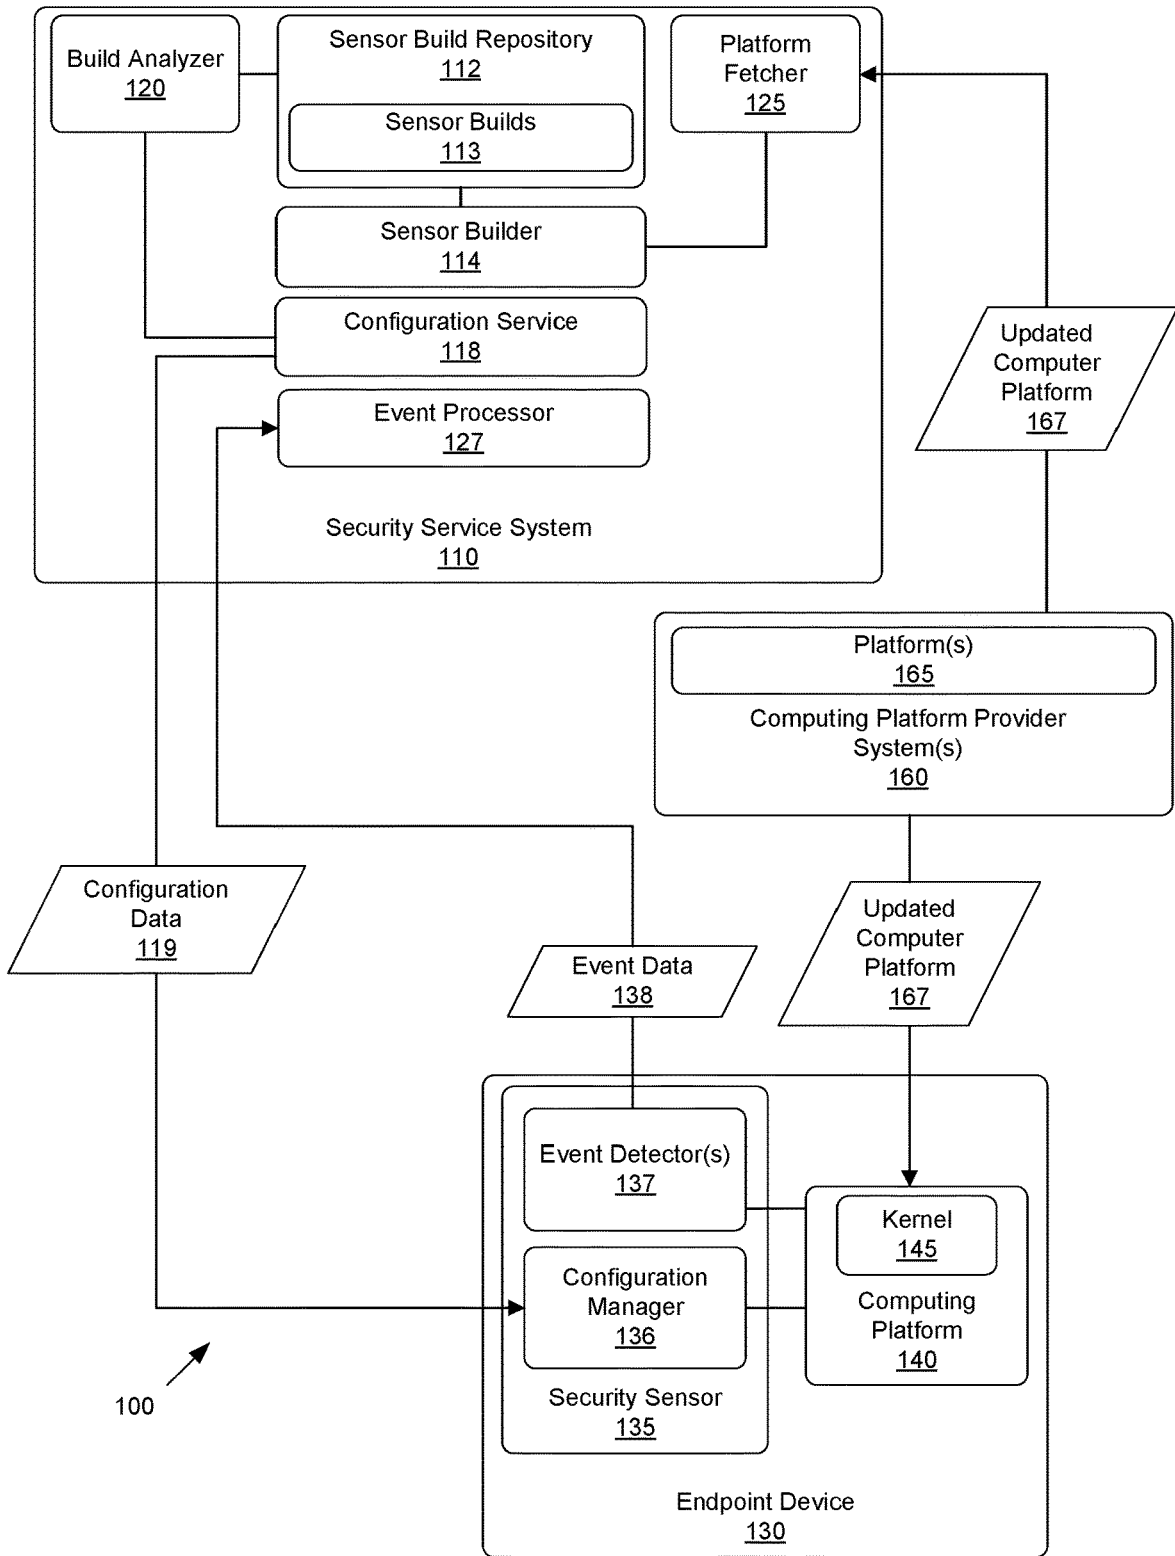 Build Analyzer
120
Sensor Build Repository
112
Sensor Builds
113
Platform
Fetcher
125
Sensor Builder
114
Configuration Service
118
Event Processor
127
Security Service System
110
Updated
Computer
Platform
167
Platform(s)
165
Computing Platform Provider
System(s)
160
Configuration
Data
119
Event Data
138
Updated
Computer
Platform
167
Event Detector(s)
137
Kernel
145
Configuration
Manager
136
Computing
Platform
140
Security Sensor
135
100
Endpoint Device
130